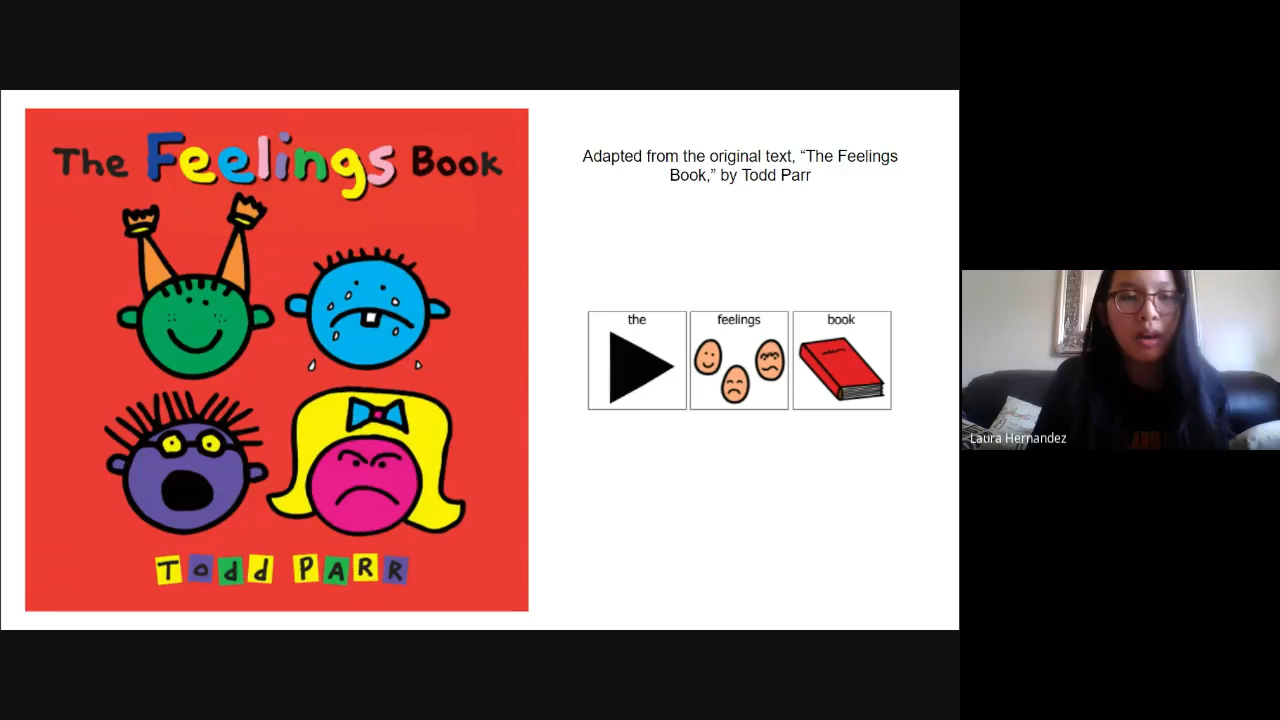 The Feelings Book
TODD PARR
Adapted from the original text, “The Feelings
Book,” by Todd Parr
the feelings book
Laura Hernandez